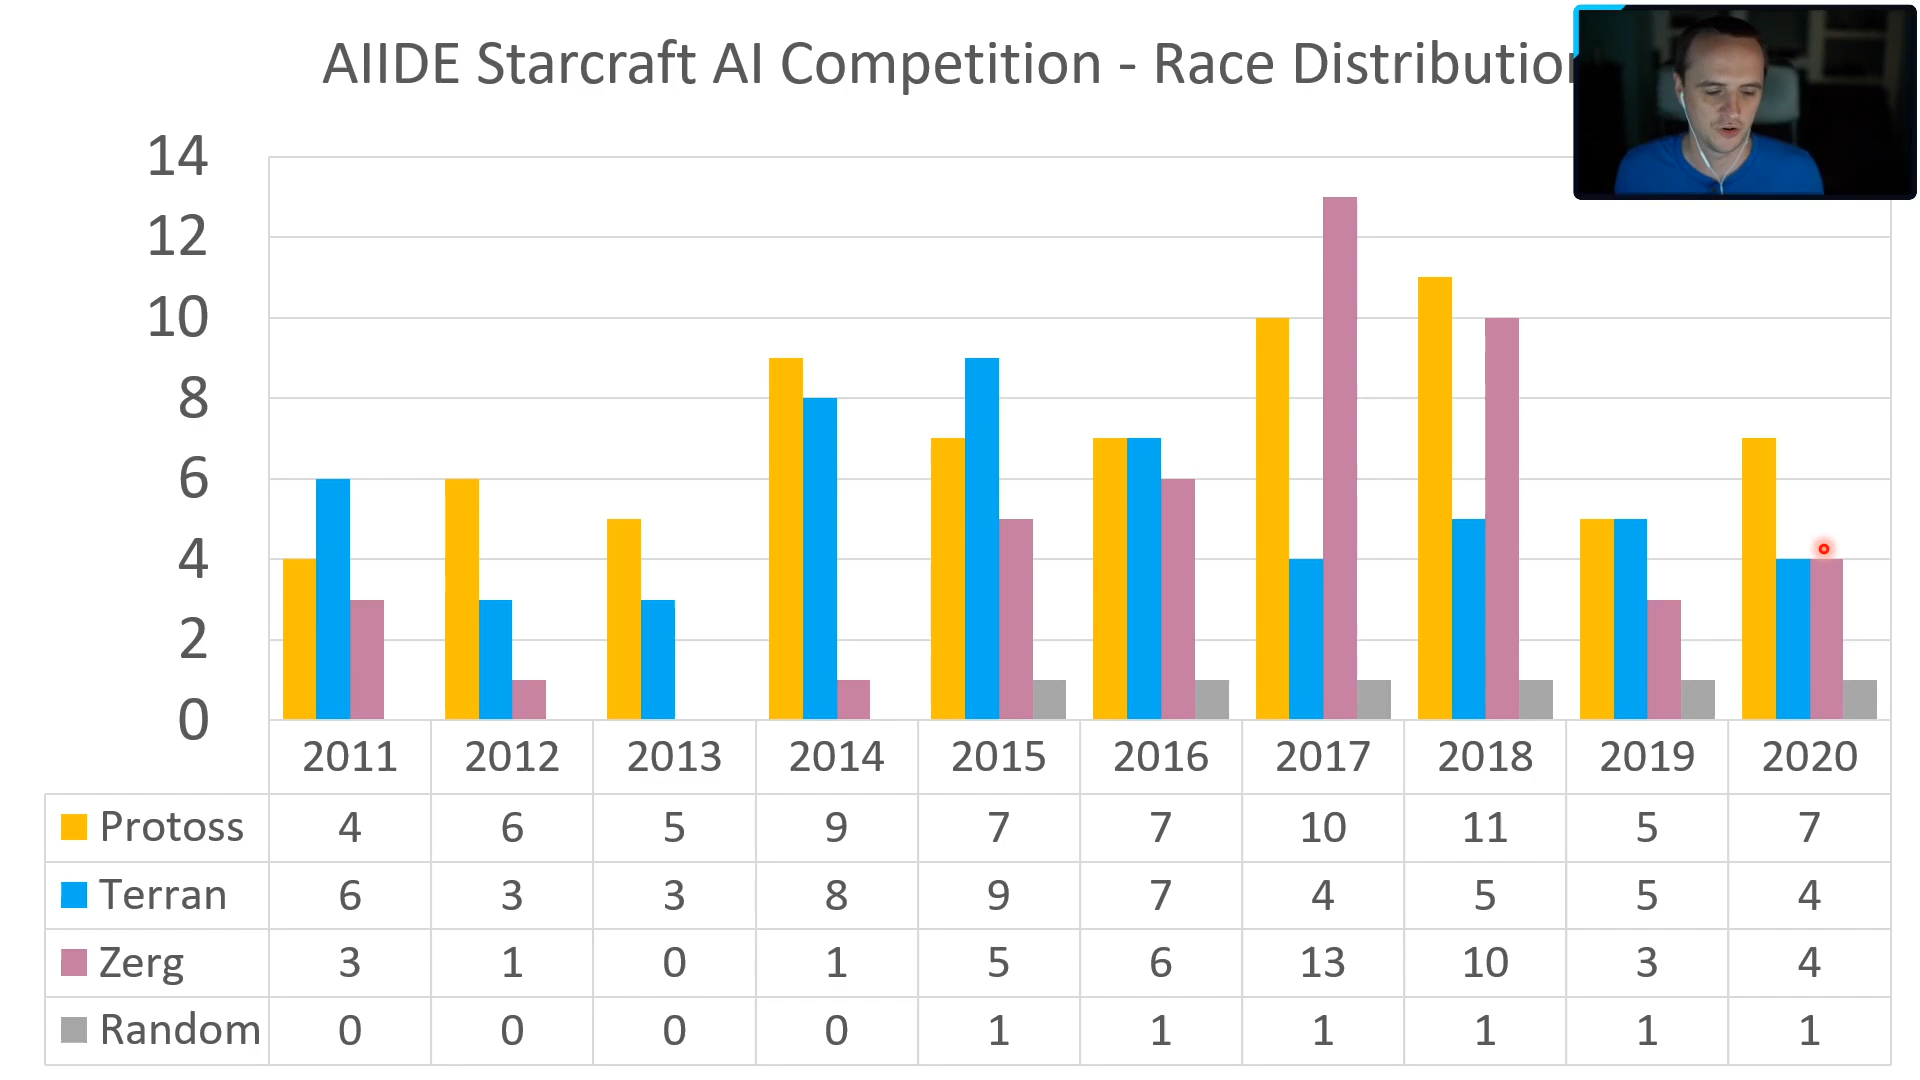 AIIDE Starcraft AI Competition - Race Distribution
14
12
10
8
6
4
2
0
2011 2012 2013 2014 2015 2016 2017 2018 2019 2020
Protoss 4 6 5 9 7 7 10 11 5 7
Terran 6 3 3 8 9 7 4 5 5 4
Zerg 3 1 0 1 5 6 13 10 3 4
Random 0 0 0 0 1 1 1 1 1 1